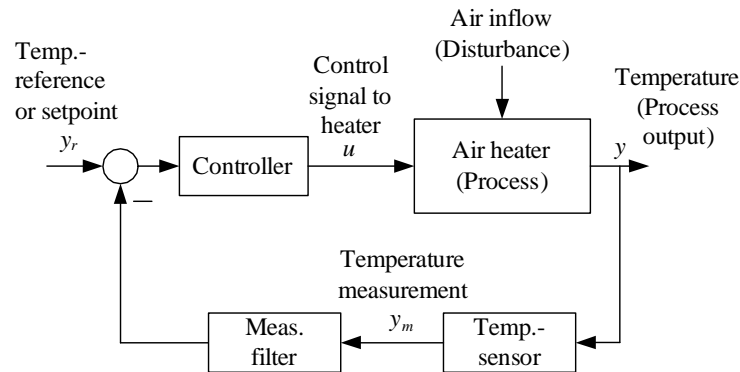 Temp.-
reference
or setpoint
y_r
Controller
Control
signal to
heater
u
Air inflow
(Disturbance)
Air heater
(Process)
Temperature
(Process
output)
y
–
Temperature
measurement
y_m
Meas.
filter
Temp.-
sensor